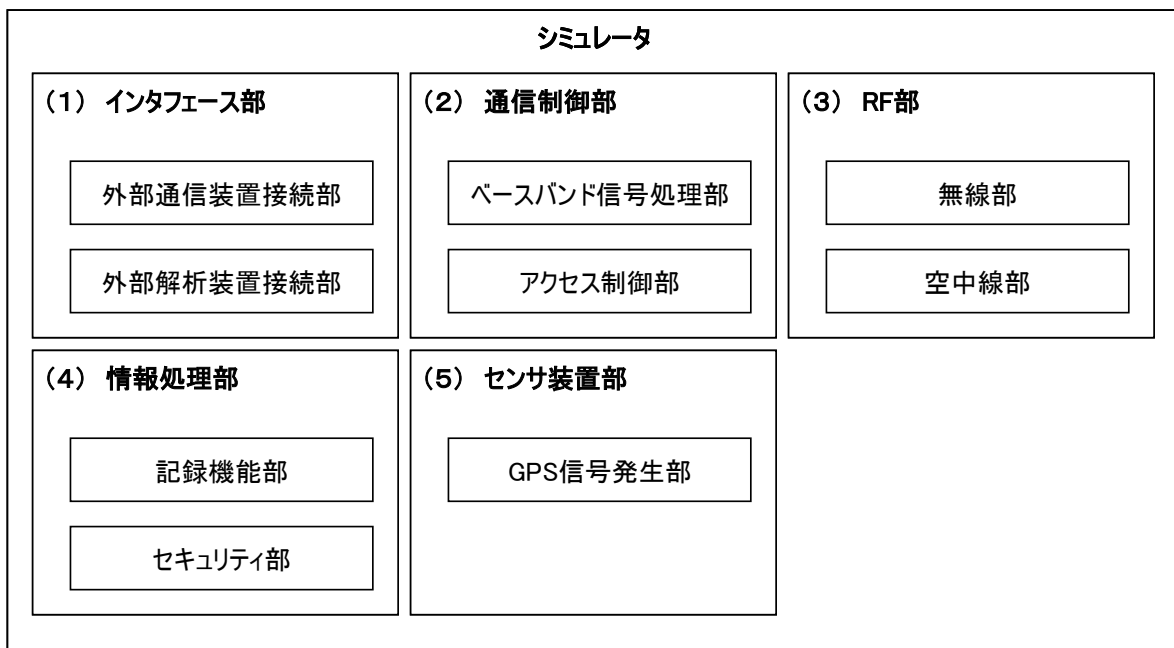 シミュレータ
（１） インタフェース部
外部通信装置接続部
外部解析装置接続部
（２） 通信制御部
ベースバンド信号処理部
アクセス制御部
（３） RF部
無線部
空中線部
（４） 情報処理部
記録機能部
セキュリティ部
（５） センサ装置部
GPS信号発生部